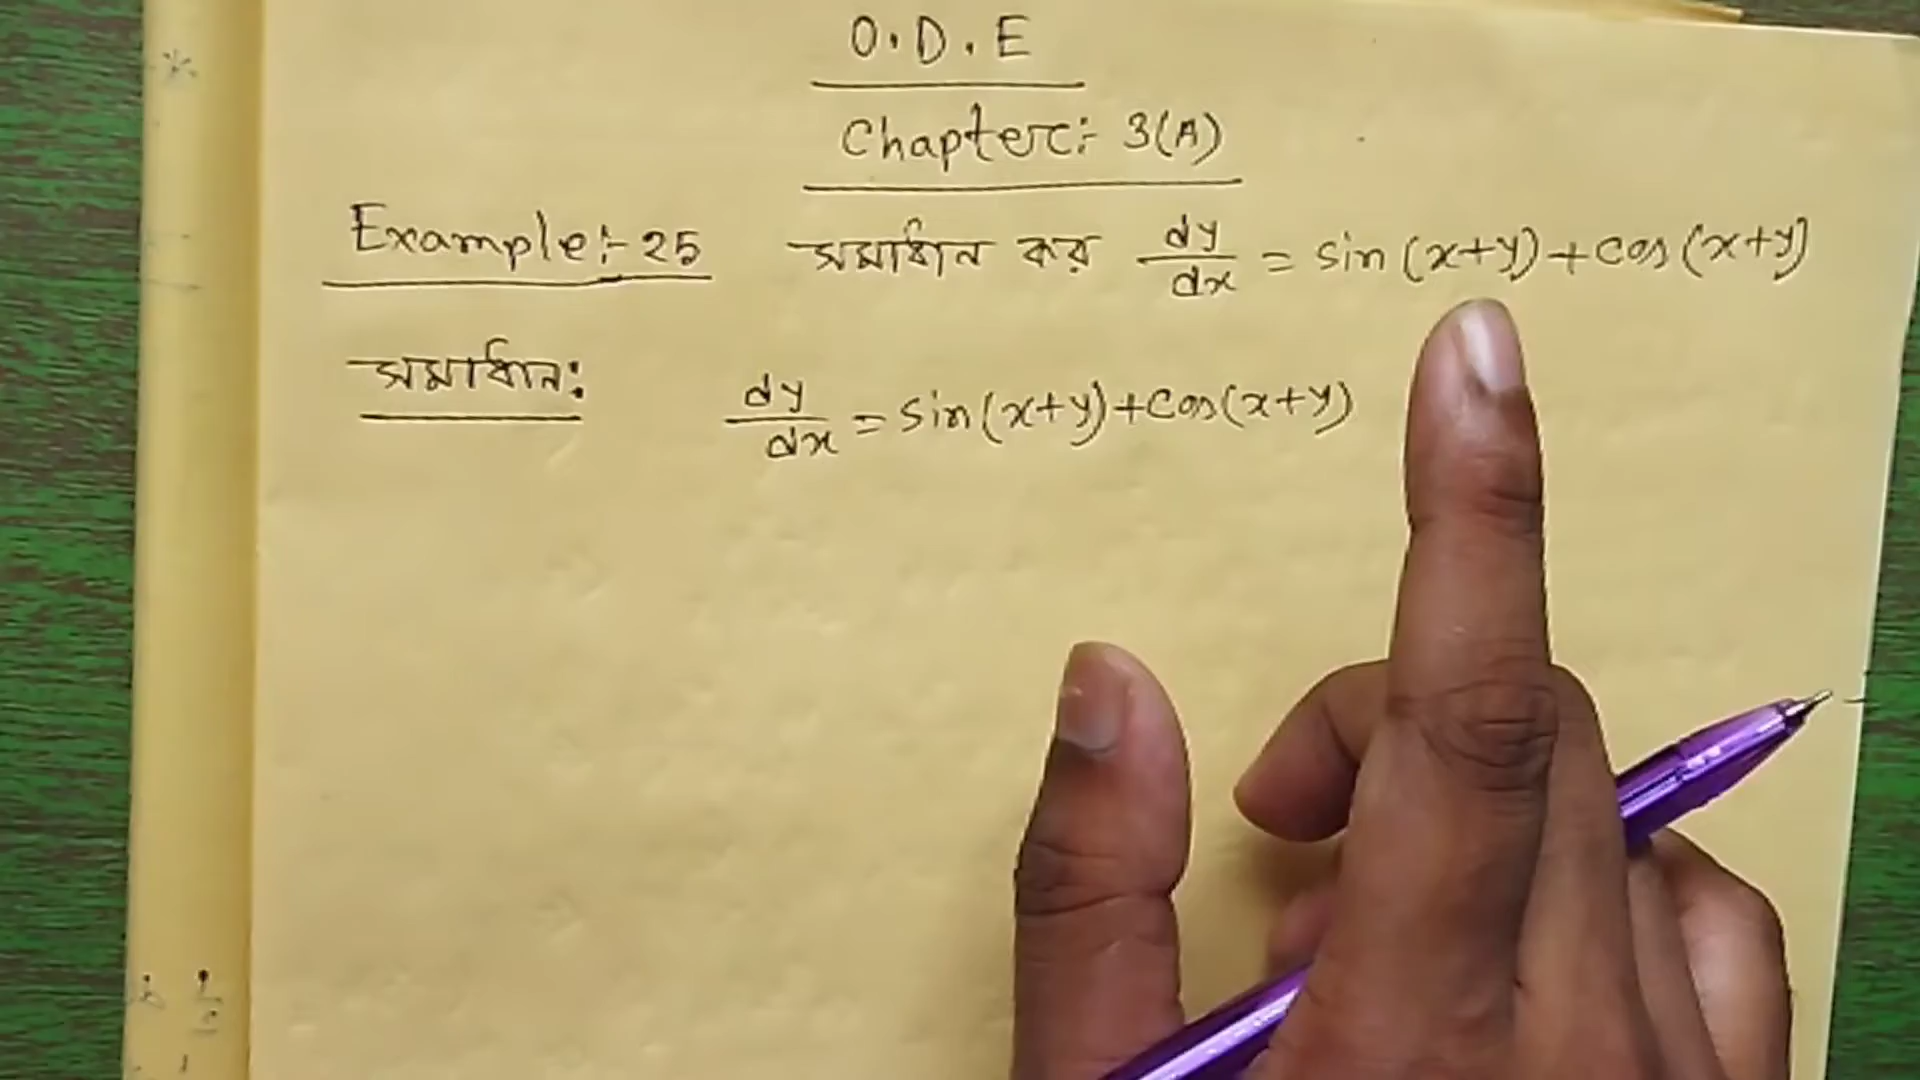 O.D.E
Chapter:- 3(A)
Example:- 25 সমাধান কর dy/dx = sin(x+y)+cos(x+y)
সমাধান: dy/dx = sin(x+y)+cos(x+y)